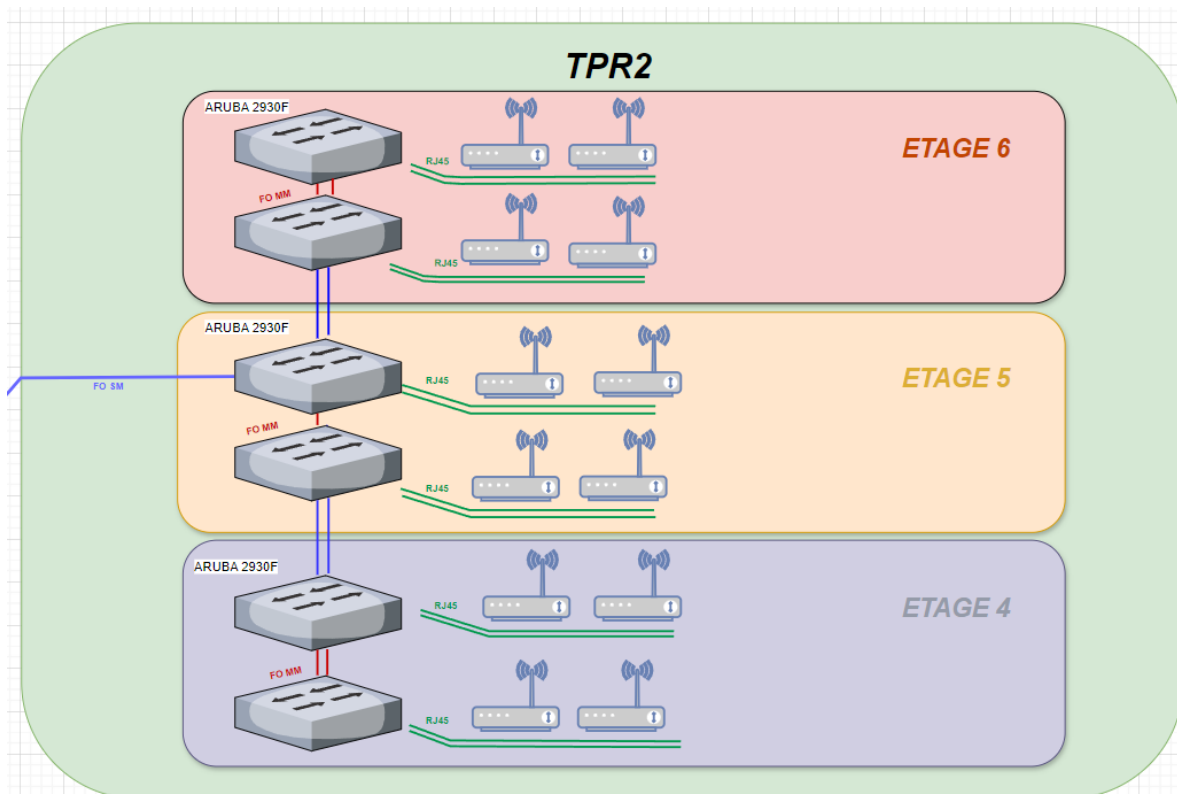 TPR2
ARUBA 2930F
ETAGE 6
RJ45
FO MM
RJ45
ARUBA 2930F
ETAGE 5
RJ45
FO SM
FO MM
RJ45
ARUBA 2930F
ETAGE 4
RJ45
FO MM
RJ45